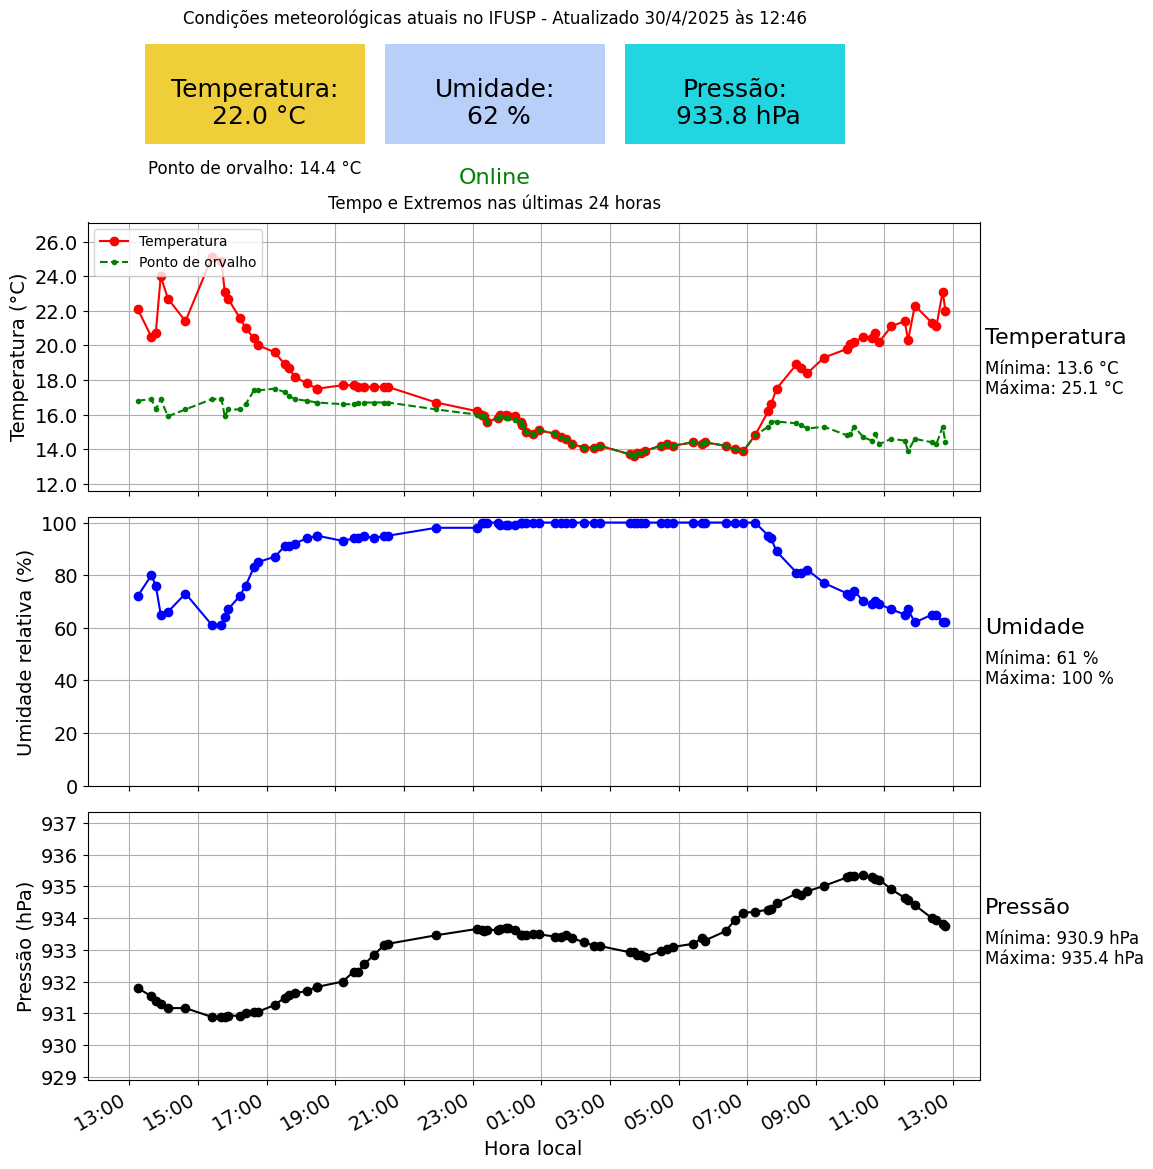 Condições meteorológicas atuais no IFUSP - Atualizado 30/4/2025 às 12:46
Temperatura:
22.0 °C
Umidade:
62 %
Pressão:
933.8 hPa
Ponto de orvalho: 14.4 °C
Online
Tempo e Extremos nas últimas 24 horas
Temperatura
Ponto de orvalho
Temperatura (°C)
26.0
24.0
22.0
20.0
18.0
16.0
14.0
12.0
Temperatura
Mínima: 13.6 °C
Máxima: 25.1 °C
Umidade relativa (%)
100
80
60
40
20
0
Umidade
Mínima: 61 %
Máxima: 100 %
Pressão (hPa)
937
936
935
934
933
932
931
930
929
Pressão
Mínima: 930.9 hPa
Máxima: 935.4 hPa
13:00 15:00 17:00 19:00 21:00 23:00 01:00 03:00 05:00 07:00 09:00 11:00 13:00
Hora local